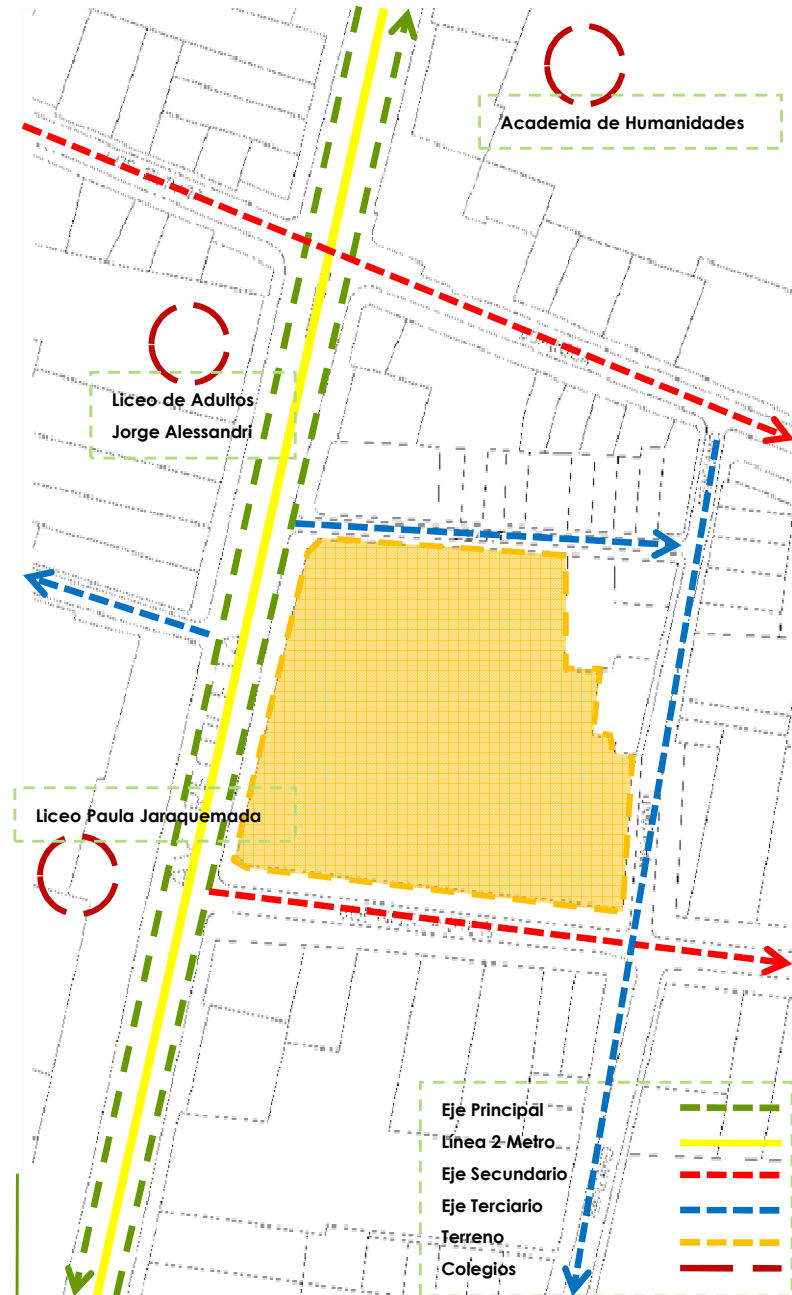 Academia de Humanidades
Liceo de Adultos
Jorge Alessandri
Liceo Paula Jaraquemada
Eje Principal
Línea 2 Metro
Eje Secundario
Eje Terciario
Terreno
Colegios